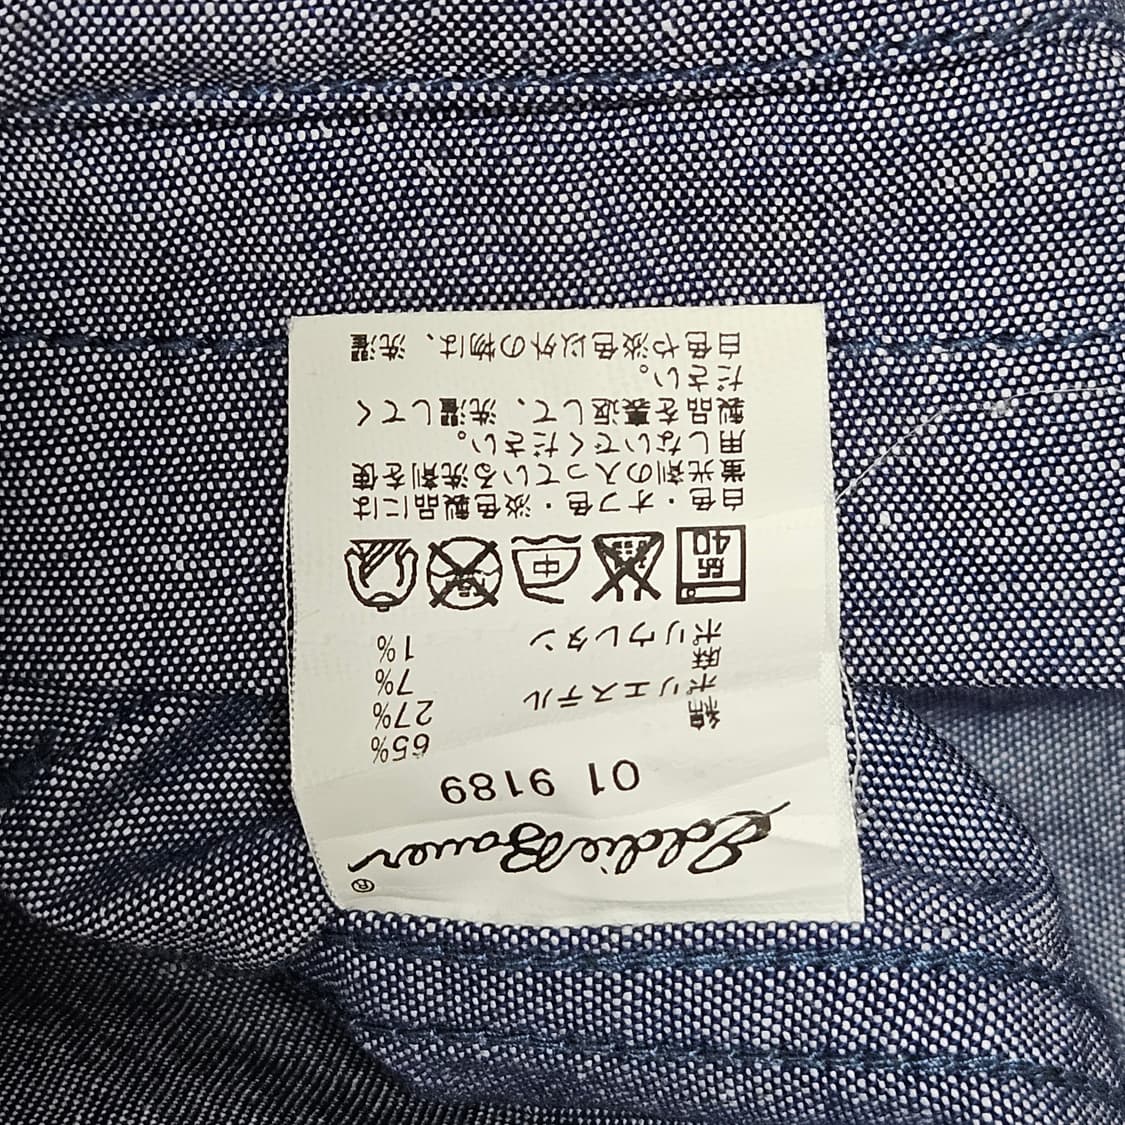 Eddie Bauer®
01 9189
綿 65%
ポリエステル 27%
麻 7%
ポリウレタン 1%
弱 40
中
白色・オフ色・淡色製品には
蛍光剤の入っている洗剤を使
用しないでください。
製品を裏返して、洗濯してく
ださい。
白色や淡色以外の物は、洗濯